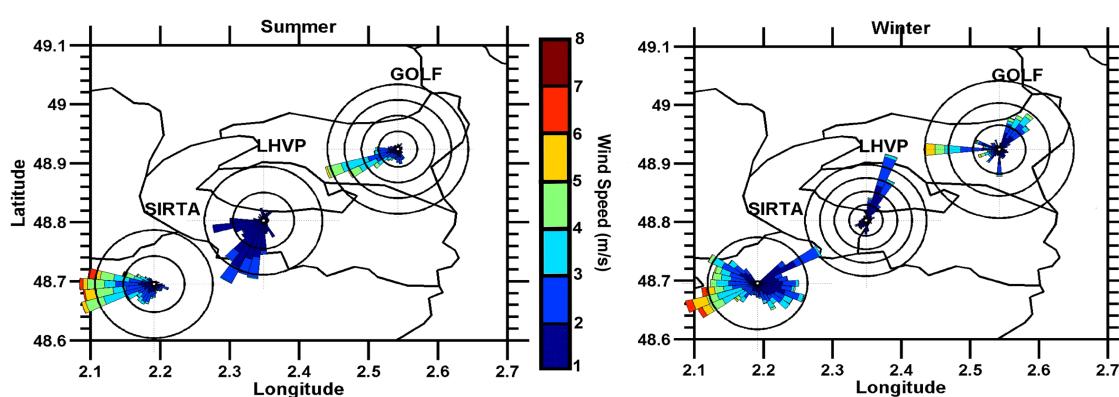 Summer
49.1
49
48.9
48.8
48.7
48.6
Latitude
GOLF
LHVP
SIRTA
2.1 2.2 2.3 2.4 2.5 2.6 2.7
Longitude
8
7
6
5
4
3
2
1
Wind Speed (m/s)
Winter
49.1
49
48.9
48.8
48.7
48.6
GOLF
LHVP
SIRTA
2.1 2.2 2.3 2.4 2.5 2.6 2.7
Longitude